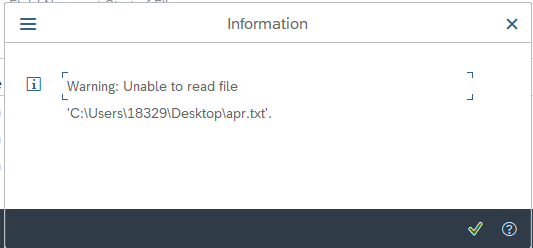 Information
Warning: Unable to read file
'C:\Users\18329\Desktop\apr.txt'.